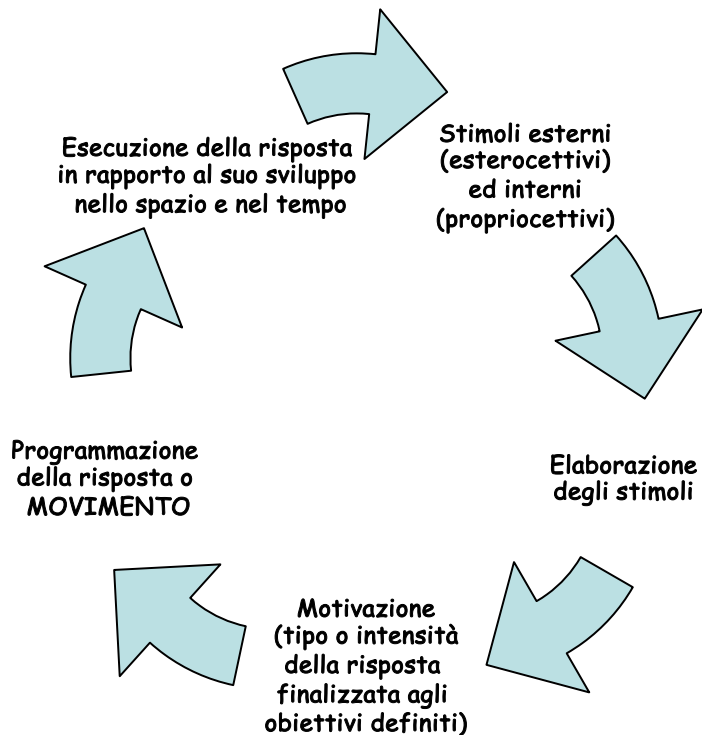 Esecuzione della risposta
in rapporto al suo sviluppo
nello spazio e nel tempo
Stimoli esterni
(esterocettivi)
ed interni
(propriocettivi)
Elaborazione
degli stimoli
Motivazione
(tipo o intensità
della risposta
finalizzata agli
obiettivi definiti)
Programmazione
della risposta o
MOVIMENTO